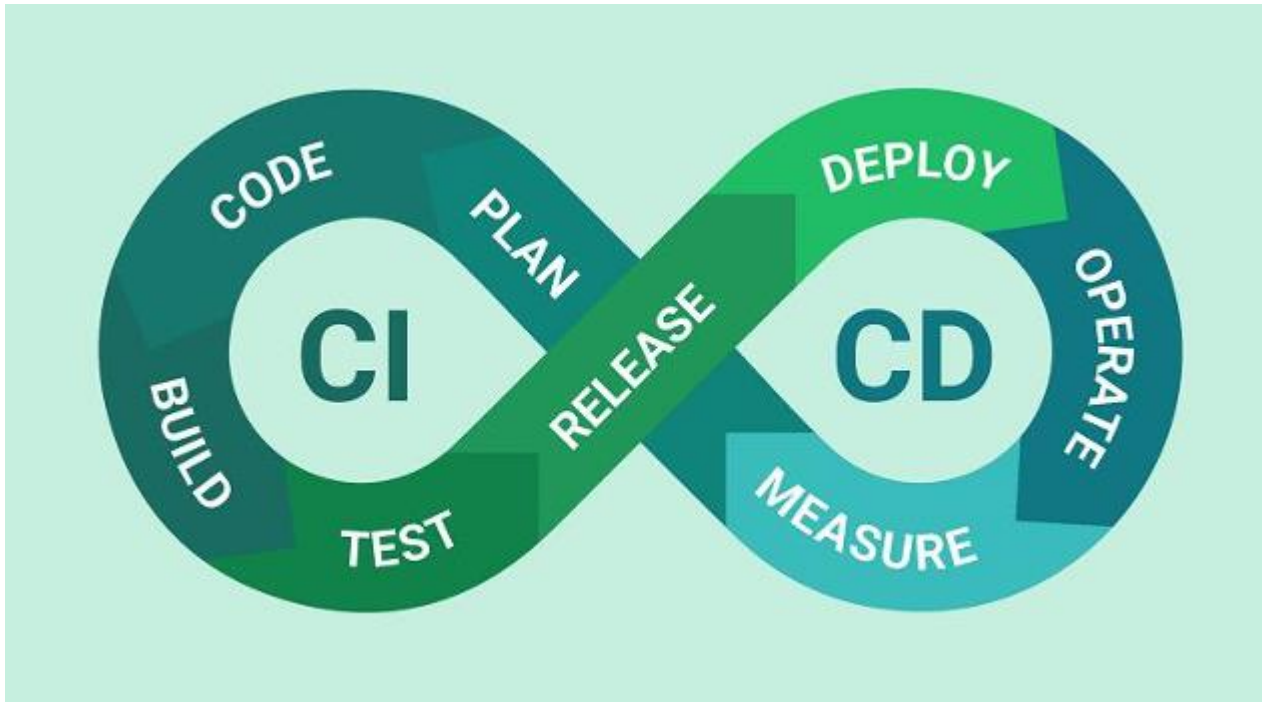 CODE
PLAN
BUILD
TEST
CI
RELEASE
DEPLOY
OPERATE
MEASURE
CD